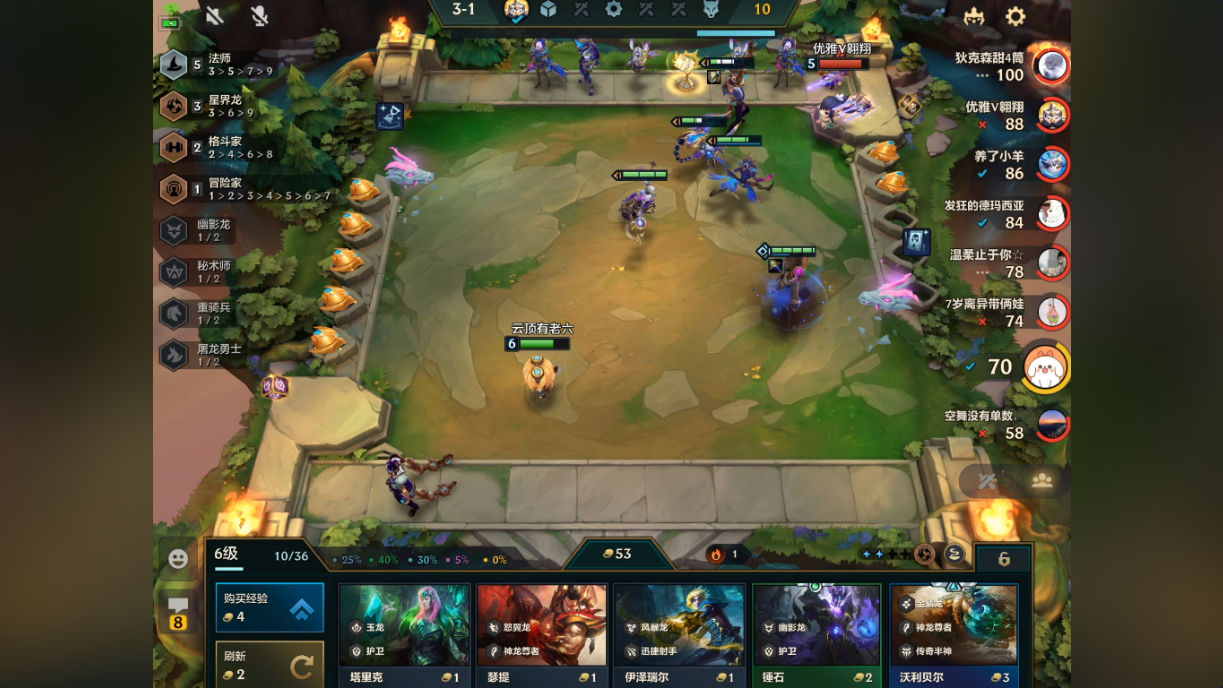 3-1
10
5 法师
3 > 5 > 7 > 9
3 星界龙
3 > 6 > 9
2 格斗家
2 > 4 > 6 > 8
1 冒险家
1 > 2 > 3 > 4 > 5 > 6 > 7
幽影龙
1 / 2
秘术师
1 / 2
重骑兵
1 / 2
屠龙勇士
1 / 2
优雅V翱翔
5
云顶有老六
6
狄克森甜4筒
100
优雅V翱翔
88
养了小羊
86
发狂的德玛西亚
84
温柔止于你☆
78
7岁离异带俩娃
74
70
空舞没有单数.
58
6级
10/36
25% 40% 30% 5% 0%
53
1
6
8
购买经验
4
刷新
2
玉龙
护卫
塔里克 1
怒翼龙
神龙尊者
瑟提 1
风暴龙
迅捷射手
伊泽瑞尔 1
幽影龙
护卫
锤石 2
金鳞龙
神龙尊者
传奇半神
沃利贝尔 3